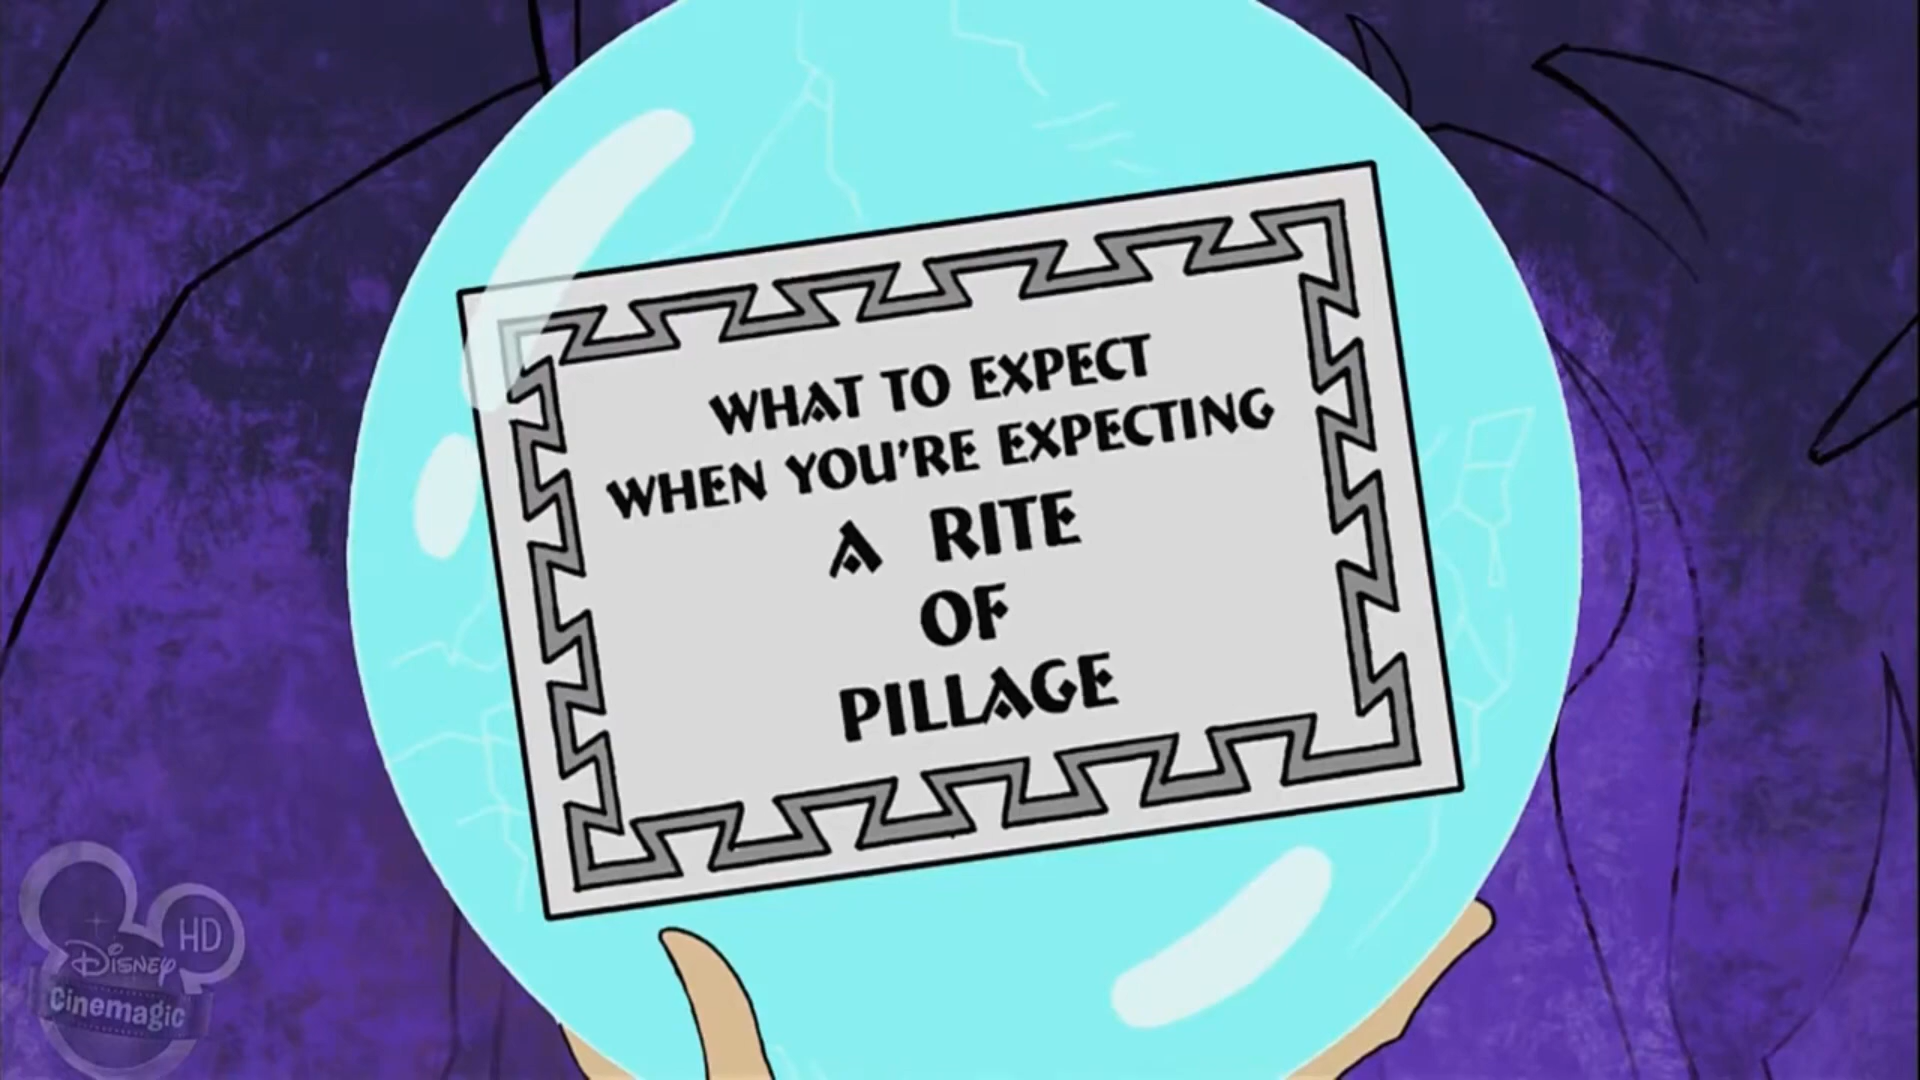 WHAT TO EXPECT
WHEN YOU'RE EXPECTING
A RITE
OF
PILLAGE
HD
DISNEY
Cinemagic